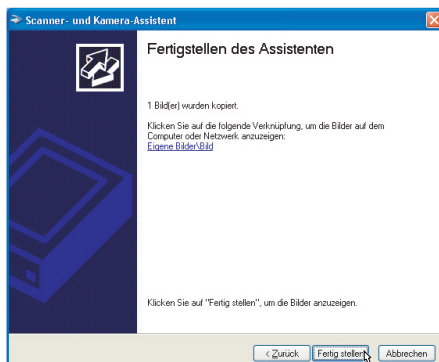 Scanner- und Kamera-Assistent
Fertigstellen des Assistenten
1 Bild(er) wurden kopiert.
Klicken Sie auf die folgende Verknüpfung, um die Bilder auf dem
Computer oder Netzwerk anzuzeigen:
Eigene Bilder\Bild
Klicken Sie auf "Fertig stellen", um die Bilder anzuzeigen.
< Zurück Fertig stellen Abbrechen